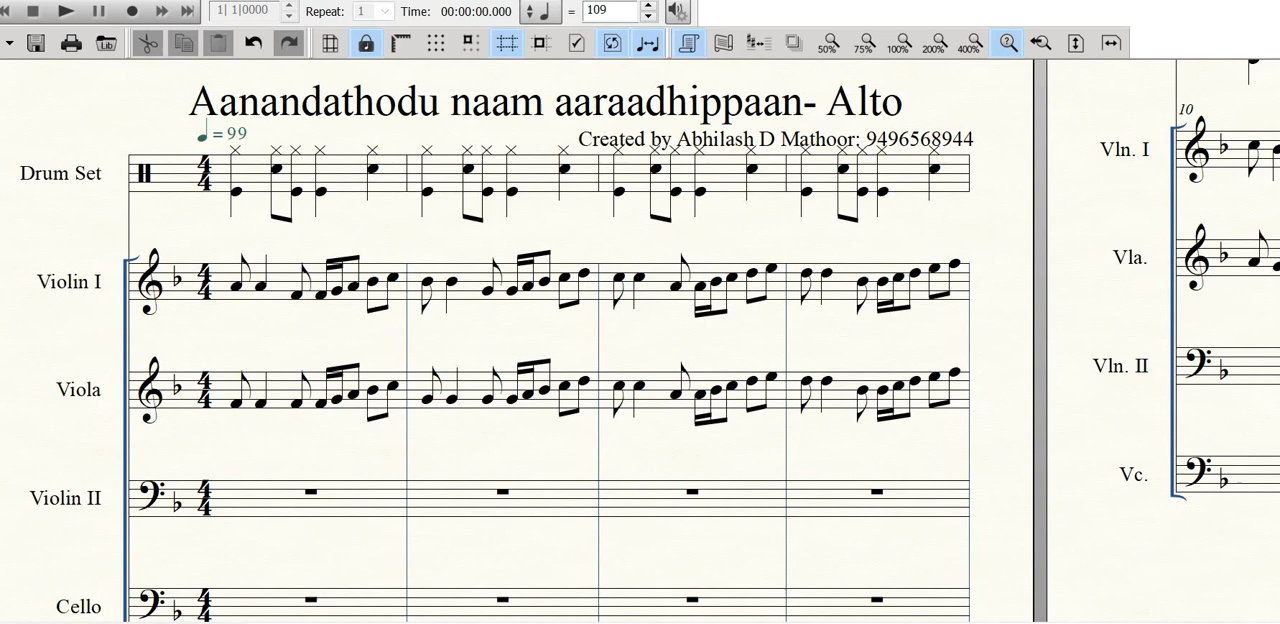 1| 1|0000 Repeat: 1 Time: 00:00:00.000 = 109
Lib 50% 75% 100% 200% 400%
Aanandathodu naam aaraadhippaan- Alto
= 99
Created by Abhilash D Mathoor: 9496568944
Drum Set
Violin I
Viola
Violin II
Cello
10
Vln. I
Vla.
Vln. II
Vc.